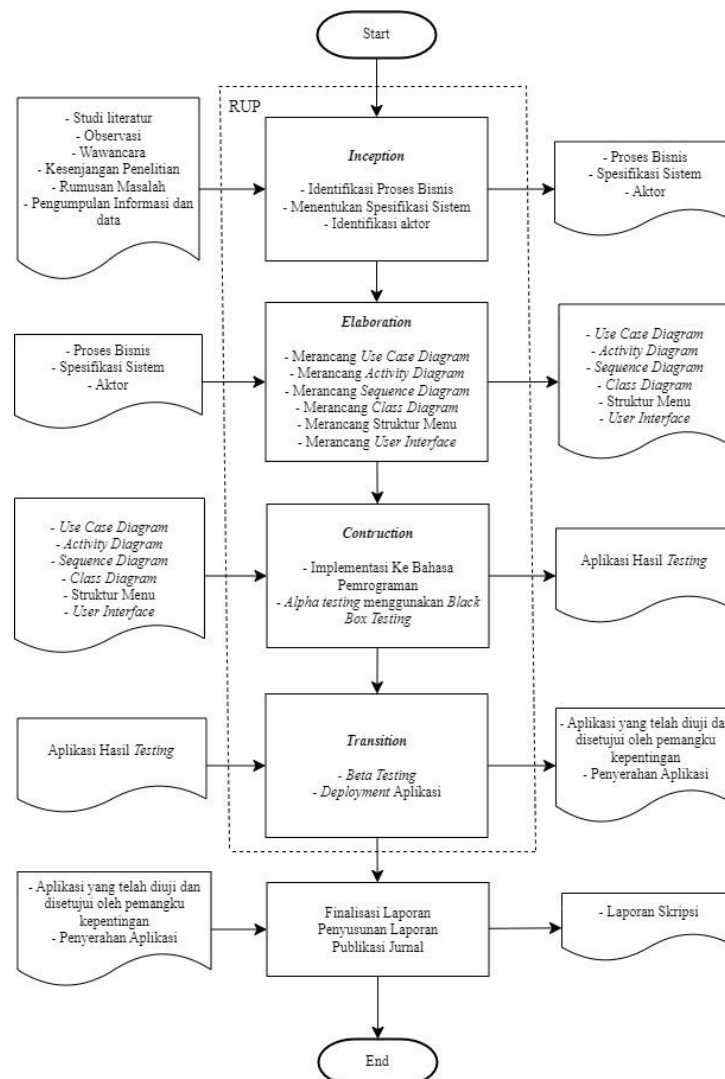 Start
RUP
- Studi literatur
- Observasi
- Wawancara
- Kesenjangan Penelitian
- Rumusan Masalah
- Pengumpulan Informasi dan
data
Inception
- Identifikasi Proses Bisnis
- Menentukan Spesifikasi Sistem
- Identifikasi aktor
- Proses Bisnis
- Spesifikasi Sistem
- Aktor
- Proses Bisnis
- Spesifikasi Sistem
- Aktor
Elaboration
- Merancang Use Case Diagram
- Merancang Activity Diagram
- Merancang Sequence Diagram
- Merancang Class Diagram
- Merancang Struktur Menu
- Merancang User Interface
- Use Case Diagram
- Activity Diagram
- Sequence Diagram
- Class Diagram
- Struktur Menu
- User Interface
- Use Case Diagram
- Activity Diagram
- Sequence Diagram
- Class Diagram
- Struktur Menu
- User Interface
Contruction
- Implementasi Ke Bahasa
Pemrograman
- Alpha testing menggunakan Black
Box Testing
Aplikasi Hasil Testing
Aplikasi Hasil Testing
Transition
- Beta Testing
- Deployment Aplikasi
- Aplikasi yang telah diuji da
disetujui oleh pemangku
kepentingan
- Penyerahan Aplikasi
- Aplikasi yang telah diuji dan
disetujui oleh pemangku
kepentingan
- Penyerahan Aplikasi
Finalisasi Laporan
Penyusunan Laporan
Publikasi Jurnal
- Laporan Skripsi
End